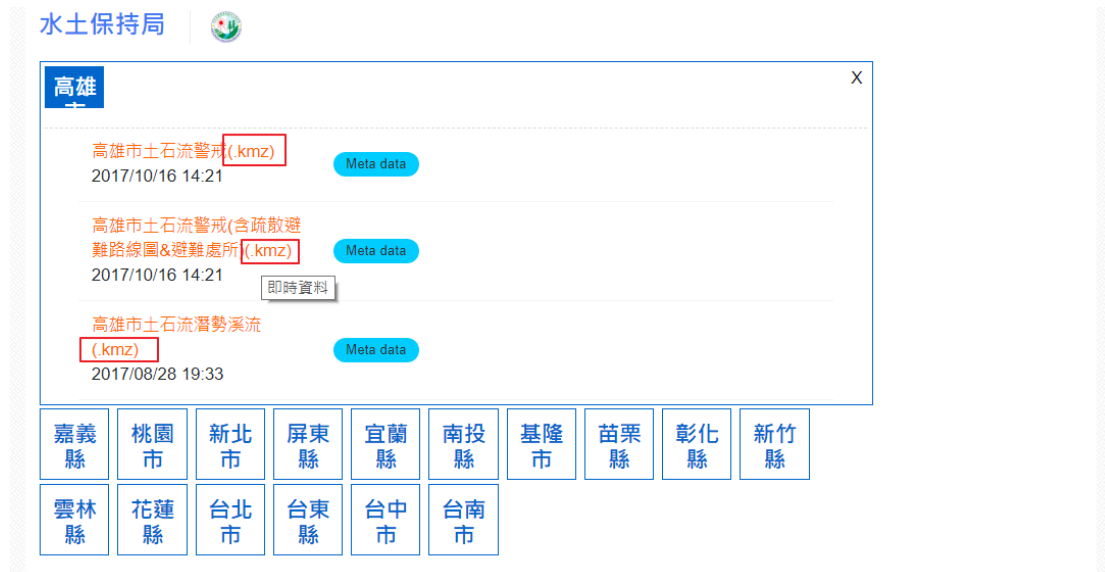 水土保持局
高雄市
X
高雄市土石流警戒(.kmz)
2017/10/16 14:21
Meta data
高雄市土石流警戒(含疏散避
難路線圖&避難處所)(.kmz)
2017/10/16 14:21
Meta data
即時資料
高雄市土石流潛勢溪流
(.kmz)
2017/08/28 19:33
Meta data
嘉義縣
桃園市
新北市
屏東縣
宜蘭縣
南投縣
基隆市
苗栗縣
彰化縣
新竹縣
雲林縣
花蓮縣
台北市
台東縣
台中市
台南市